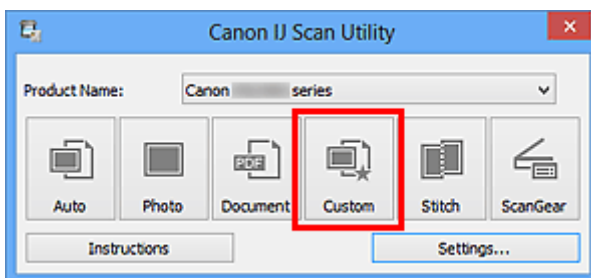 Canon IJ Scan Utility
Product Name: Canon series
Auto Photo Document Custom Stitch ScanGear
PDF
Instructions Settings...